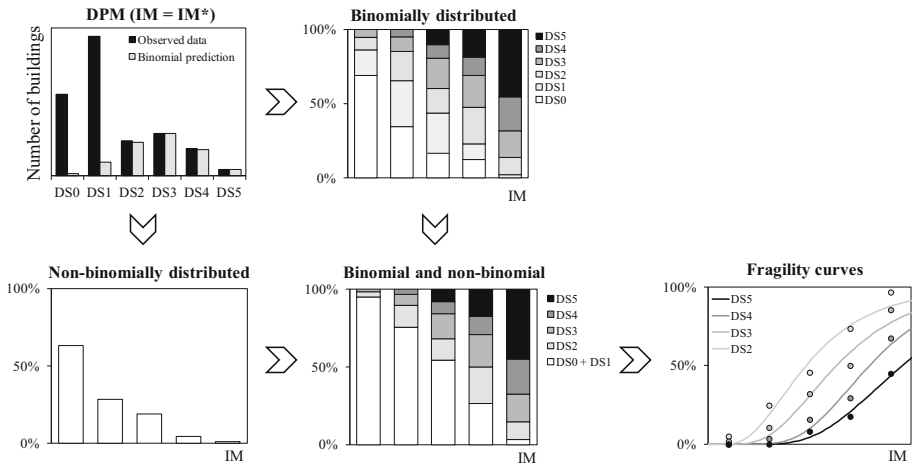 DPM (IM = IM*)
Number of buildings
Observed data
Binomial prediction
DS0 DS1 DS2 DS3 DS4 DS5
Binomially distributed
100%
50%
0%
IM
DS5
DS4
DS3
DS2
DS1
DS0
Non-binomially distributed
100%
50%
0%
IM
Binomial and non-binomial
100%
50%
0%
IM
DS5
DS4
DS3
DS2
DS0 + DS1
Fragility curves
100%
50%
0%
IM
DS5
DS4
DS3
DS2